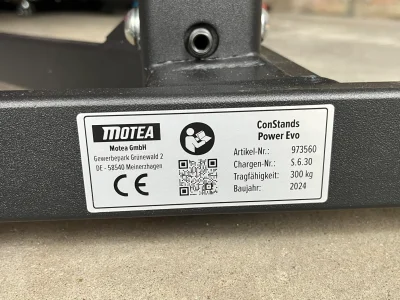 MOTEA
Motea GmbH
Gewerbepark Grünewald 2
DE - 58540 Meinerzhagen
CE
ConStands
Power Evo
Artikel-Nr.: 973560
Chargen-Nr.: S.6.30
Tragfähigkeit: 300 kg
Baujahr: 2024